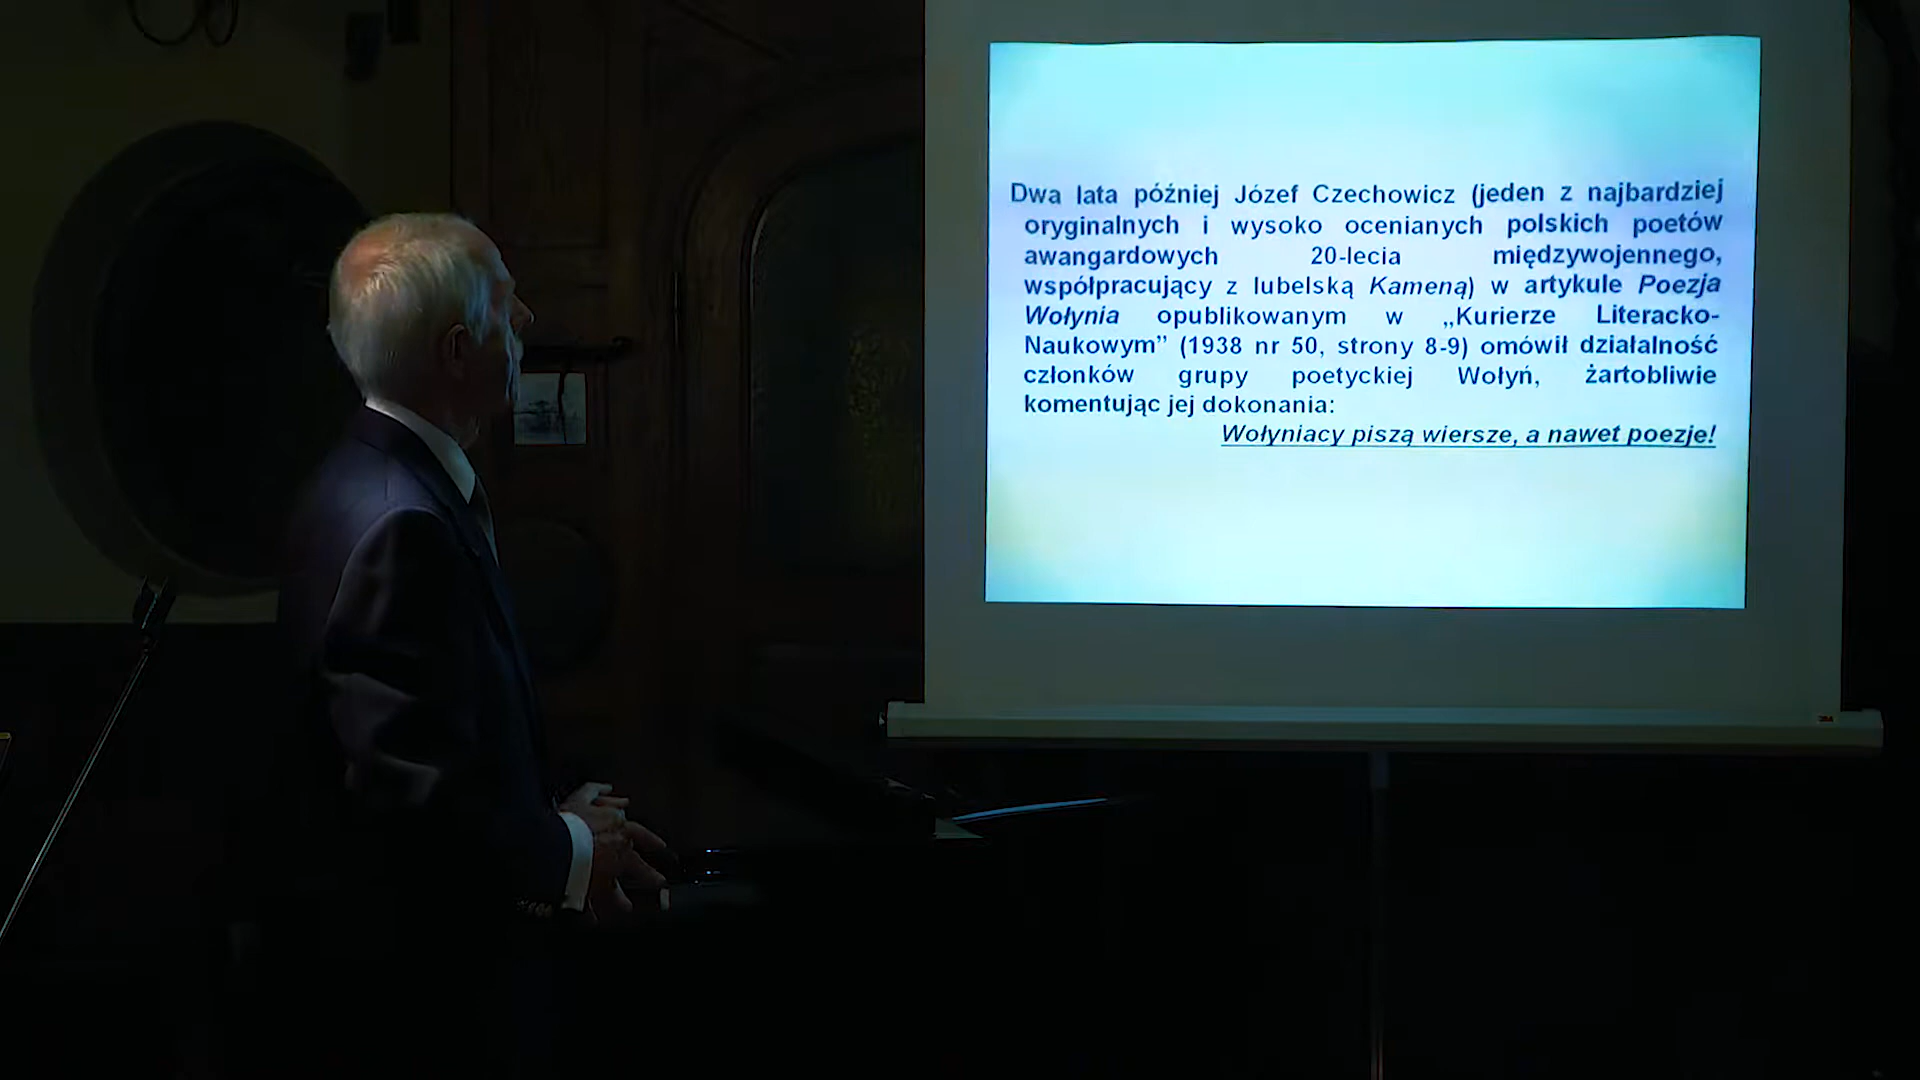 Dwa lata później Józef Czechowicz (jeden z najbardziej
oryginalnych i wysoko ocenianych polskich poetów
awangardowych 20-lecia międzywojennego,
współpracujący z lubelską Kameną) w artykule Poezja
Wołynia opublikowanym w „Kurierze Literacko-
Naukowym” (1938 nr 50, strony 8-9) omówił działalność
członków grupy poetyckiej Wołyń, żartobliwie
komentując jej dokonania:
Wołyniacy piszą wiersze, a nawet poezje!
3M